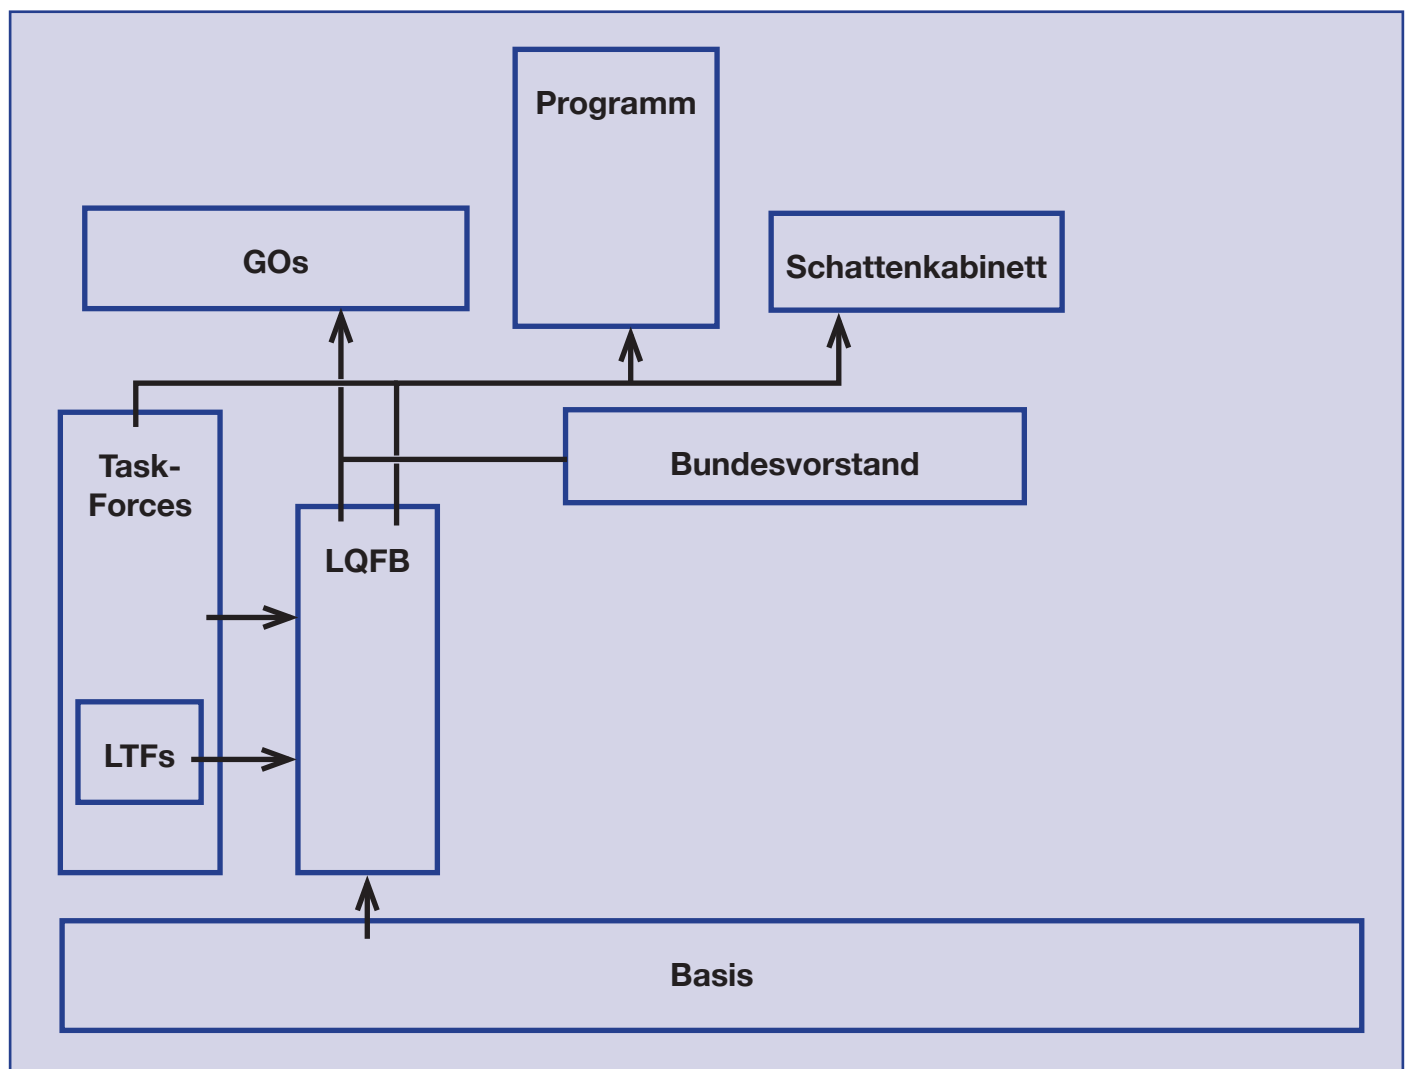 Programm
GOs
Schattenkabinett
Task-
Forces
Bundesvorstand
LQFB
LTFs
Basis